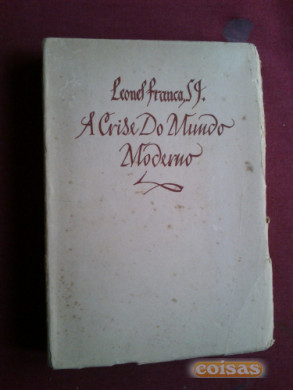 Leonel Franca, S.J.
A Crise Do Mundo
Moderno
coisas